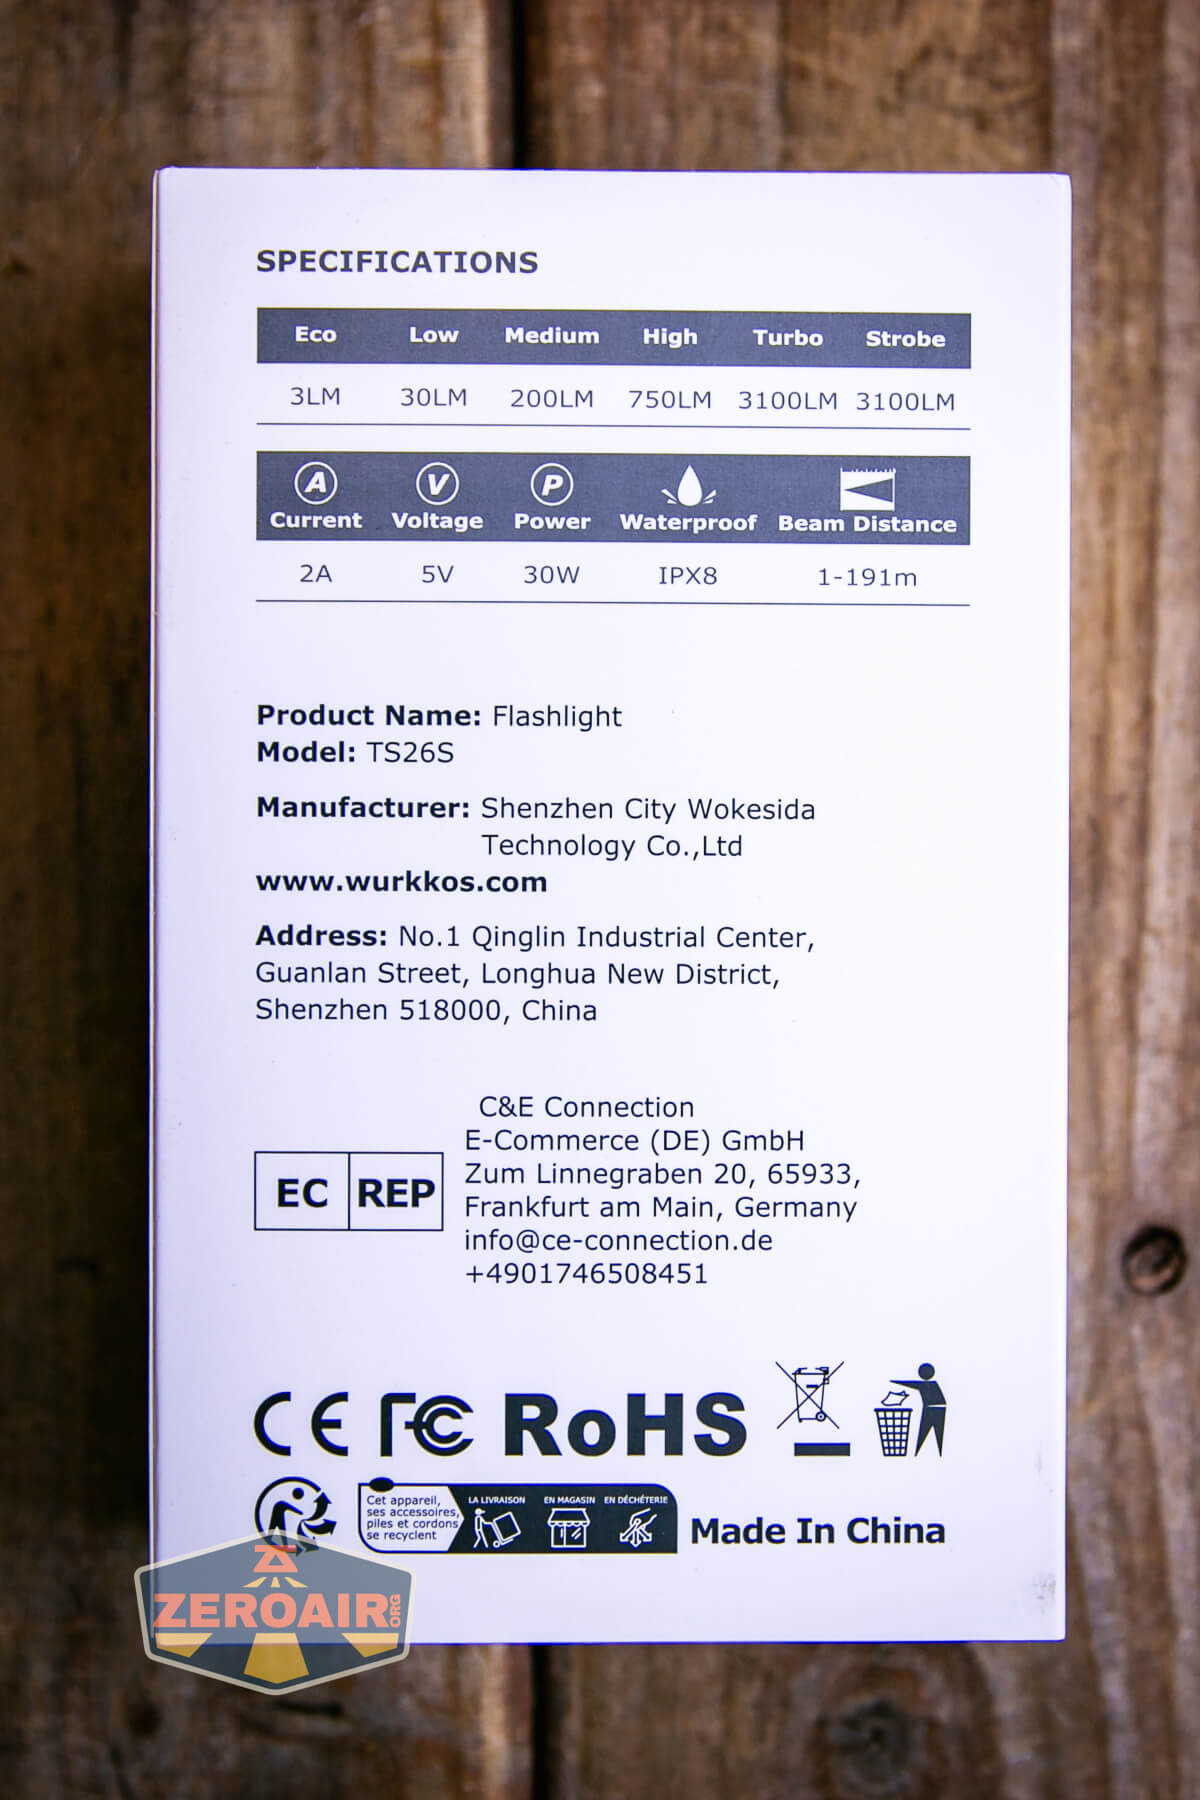 SPECIFICATIONS
Eco Low Medium High Turbo Strobe
3LM 30LM 200LM 750LM 3100LM 3100LM
A V P
Current Voltage Power Waterproof Beam Distance
2A 5V 30W IPX8 1-191m
Product Name: Flashlight
Model: TS26S
Manufacturer: Shenzhen City Wokesida
Technology Co.,Ltd
www.wurkkos.com
Address: No.1 Qinglin Industrial Center,
Guanlan Street, Longhua New District,
Shenzhen 518000, China
C&E Connection
E-Commerce (DE) GmbH
EC REP
Zum Linnegraben 20, 65933,
Frankfurt am Main, Germany
info@ce-connection.de
+4901746508451
CE FC RoHS
Cet appareil,
ses accessoires,
piles et cordons
se recyclent
LA LIVRAISON EN MAGASIN EN DÉCHÈTERIE
Made In China
ZEROAIR.ORG